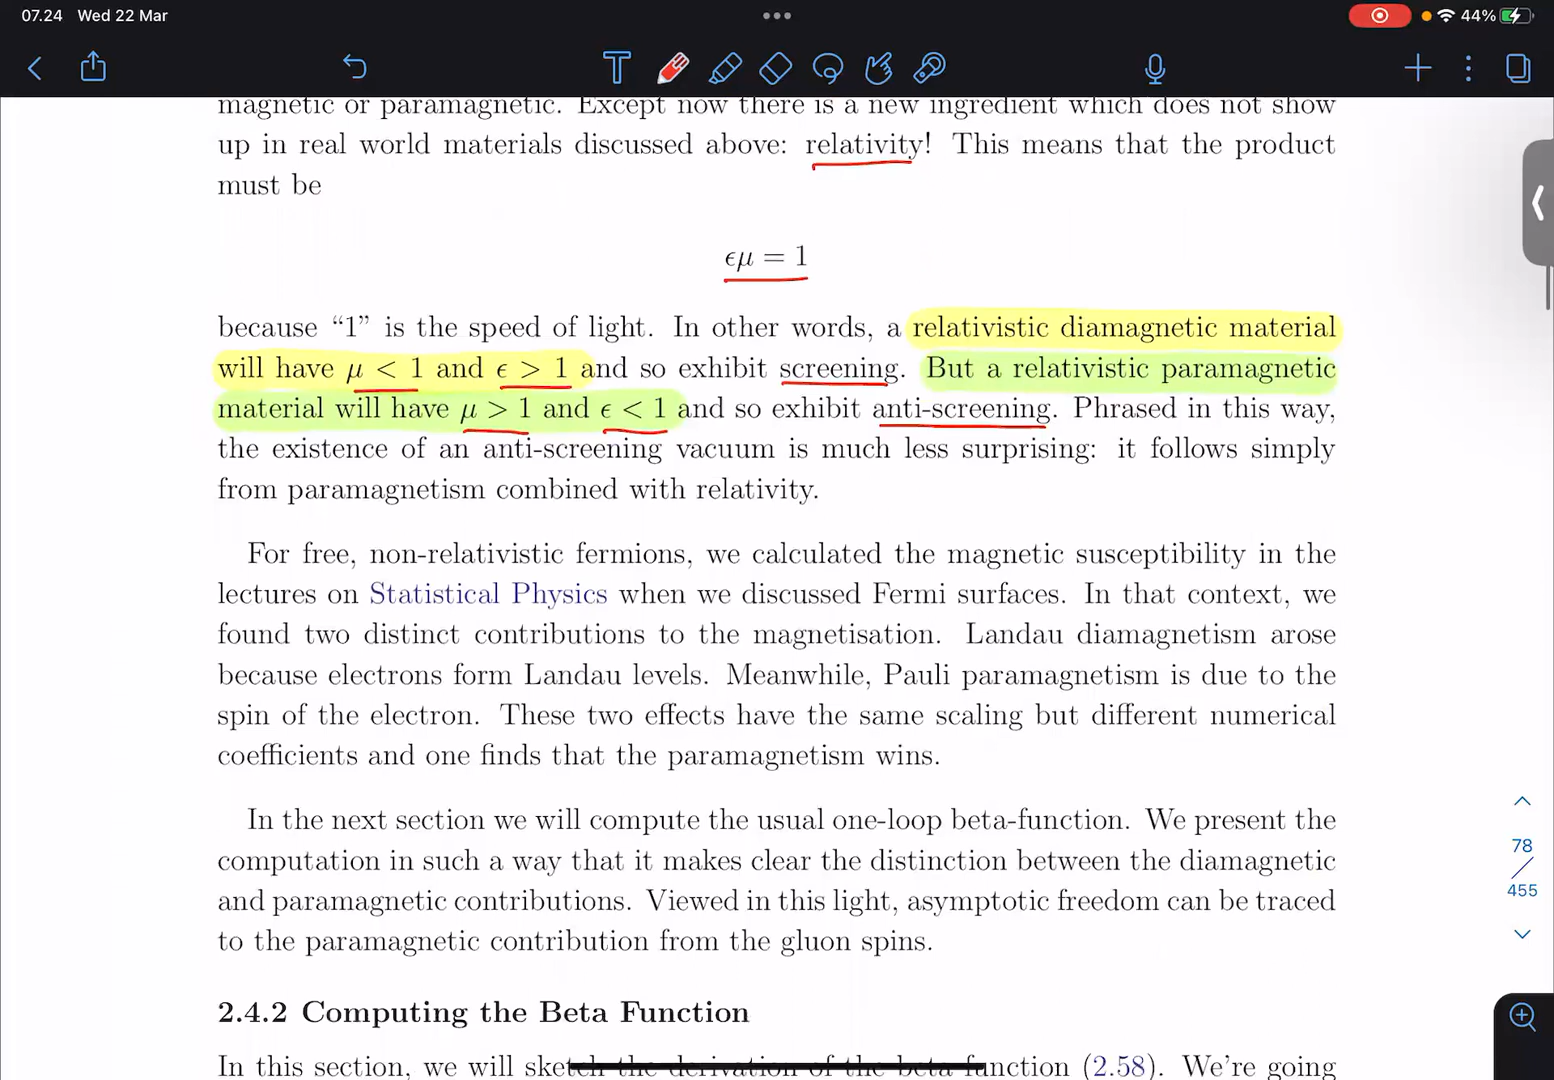 07.24 Wed 22 Mar
44%
magnetic or paramagnetic. Except now there is a new ingredient which does not show
up in real world materials discussed above: relativity! This means that the product
must be
ϵμ = 1
because “1” is the speed of light. In other words, a relativistic diamagnetic material
will have μ < 1 and ϵ > 1 and so exhibit screening. But a relativistic paramagnetic
material will have μ > 1 and ϵ < 1 and so exhibit anti-screening. Phrased in this way,
the existence of an anti-screening vacuum is much less surprising: it follows simply
from paramagnetism combined with relativity.
For free, non-relativistic fermions, we calculated the magnetic susceptibility in the
lectures on Statistical Physics when we discussed Fermi surfaces. In that context, we
found two distinct contributions to the magnetisation. Landau diamagnetism arose
because electrons form Landau levels. Meanwhile, Pauli paramagnetism is due to the
spin of the electron. These two effects have the same scaling but different numerical
coefficients and one finds that the paramagnetism wins.
In the next section we will compute the usual one-loop beta-function. We present the
computation in such a way that it makes clear the distinction between the diamagnetic
and paramagnetic contributions. Viewed in this light, asymptotic freedom can be traced
to the paramagnetic contribution from the gluon spins.
78
/
455
2.4.2 Computing the Beta Function
In this section, we will sketch the derivation of the beta function (2.58). We’re going